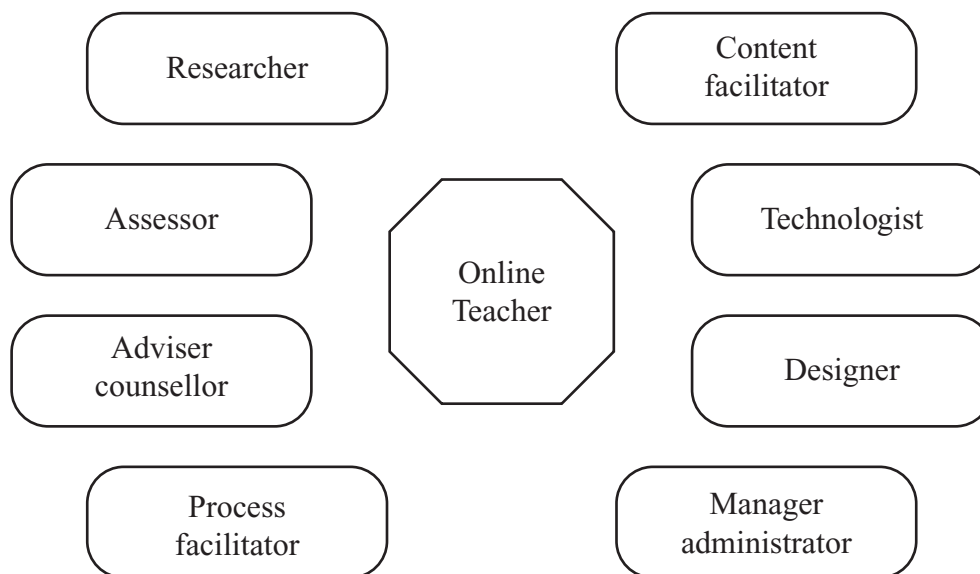 Researcher
Content
facilitator
Assessor
Technologist
Online
Teacher
Adviser
counsellor
Designer
Process
facilitator
Manager
administrator